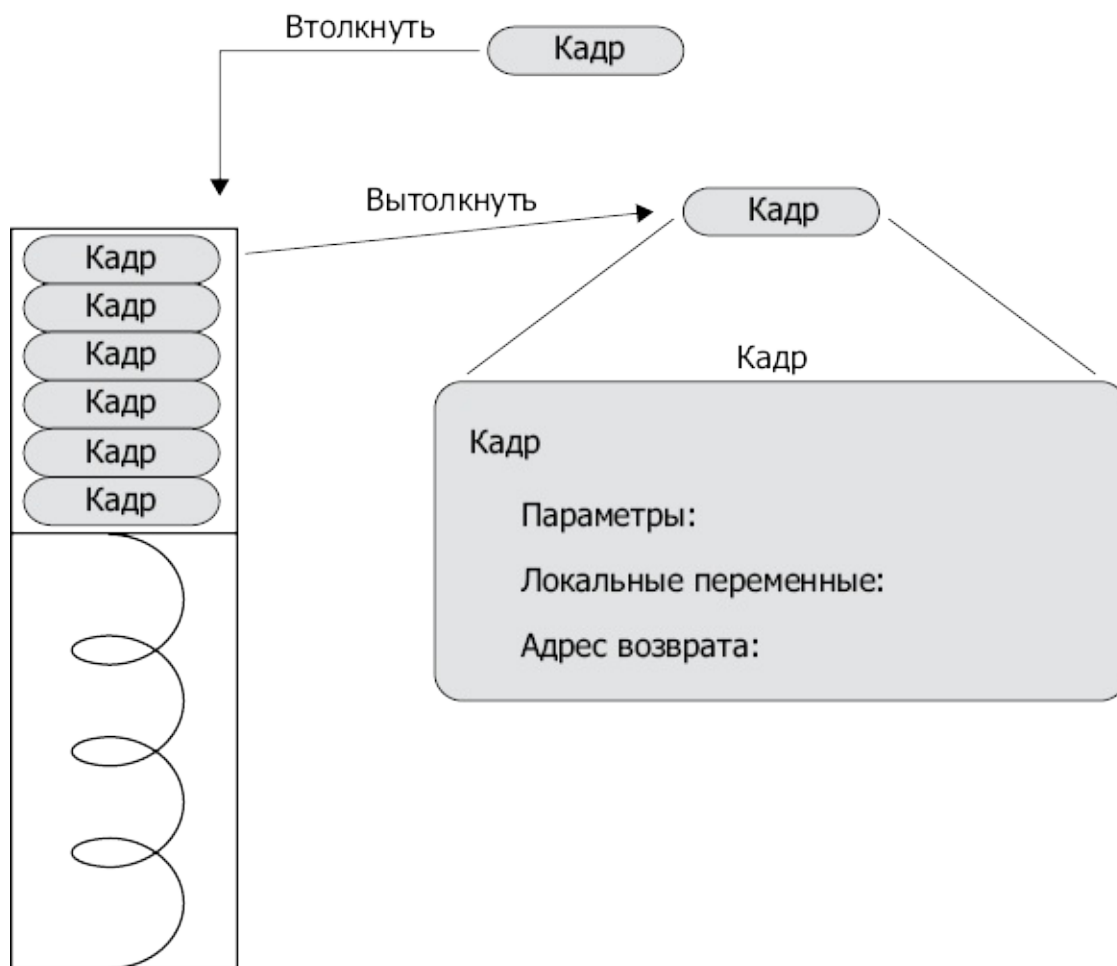 Втолкнуть
Кадр
Вытолкнуть
Кадр
Кадр
Кадр
Кадр
Кадр
Кадр
Кадр
Кадр
Кадр
Параметры:
Локальные переменные:
Адрес возврата: